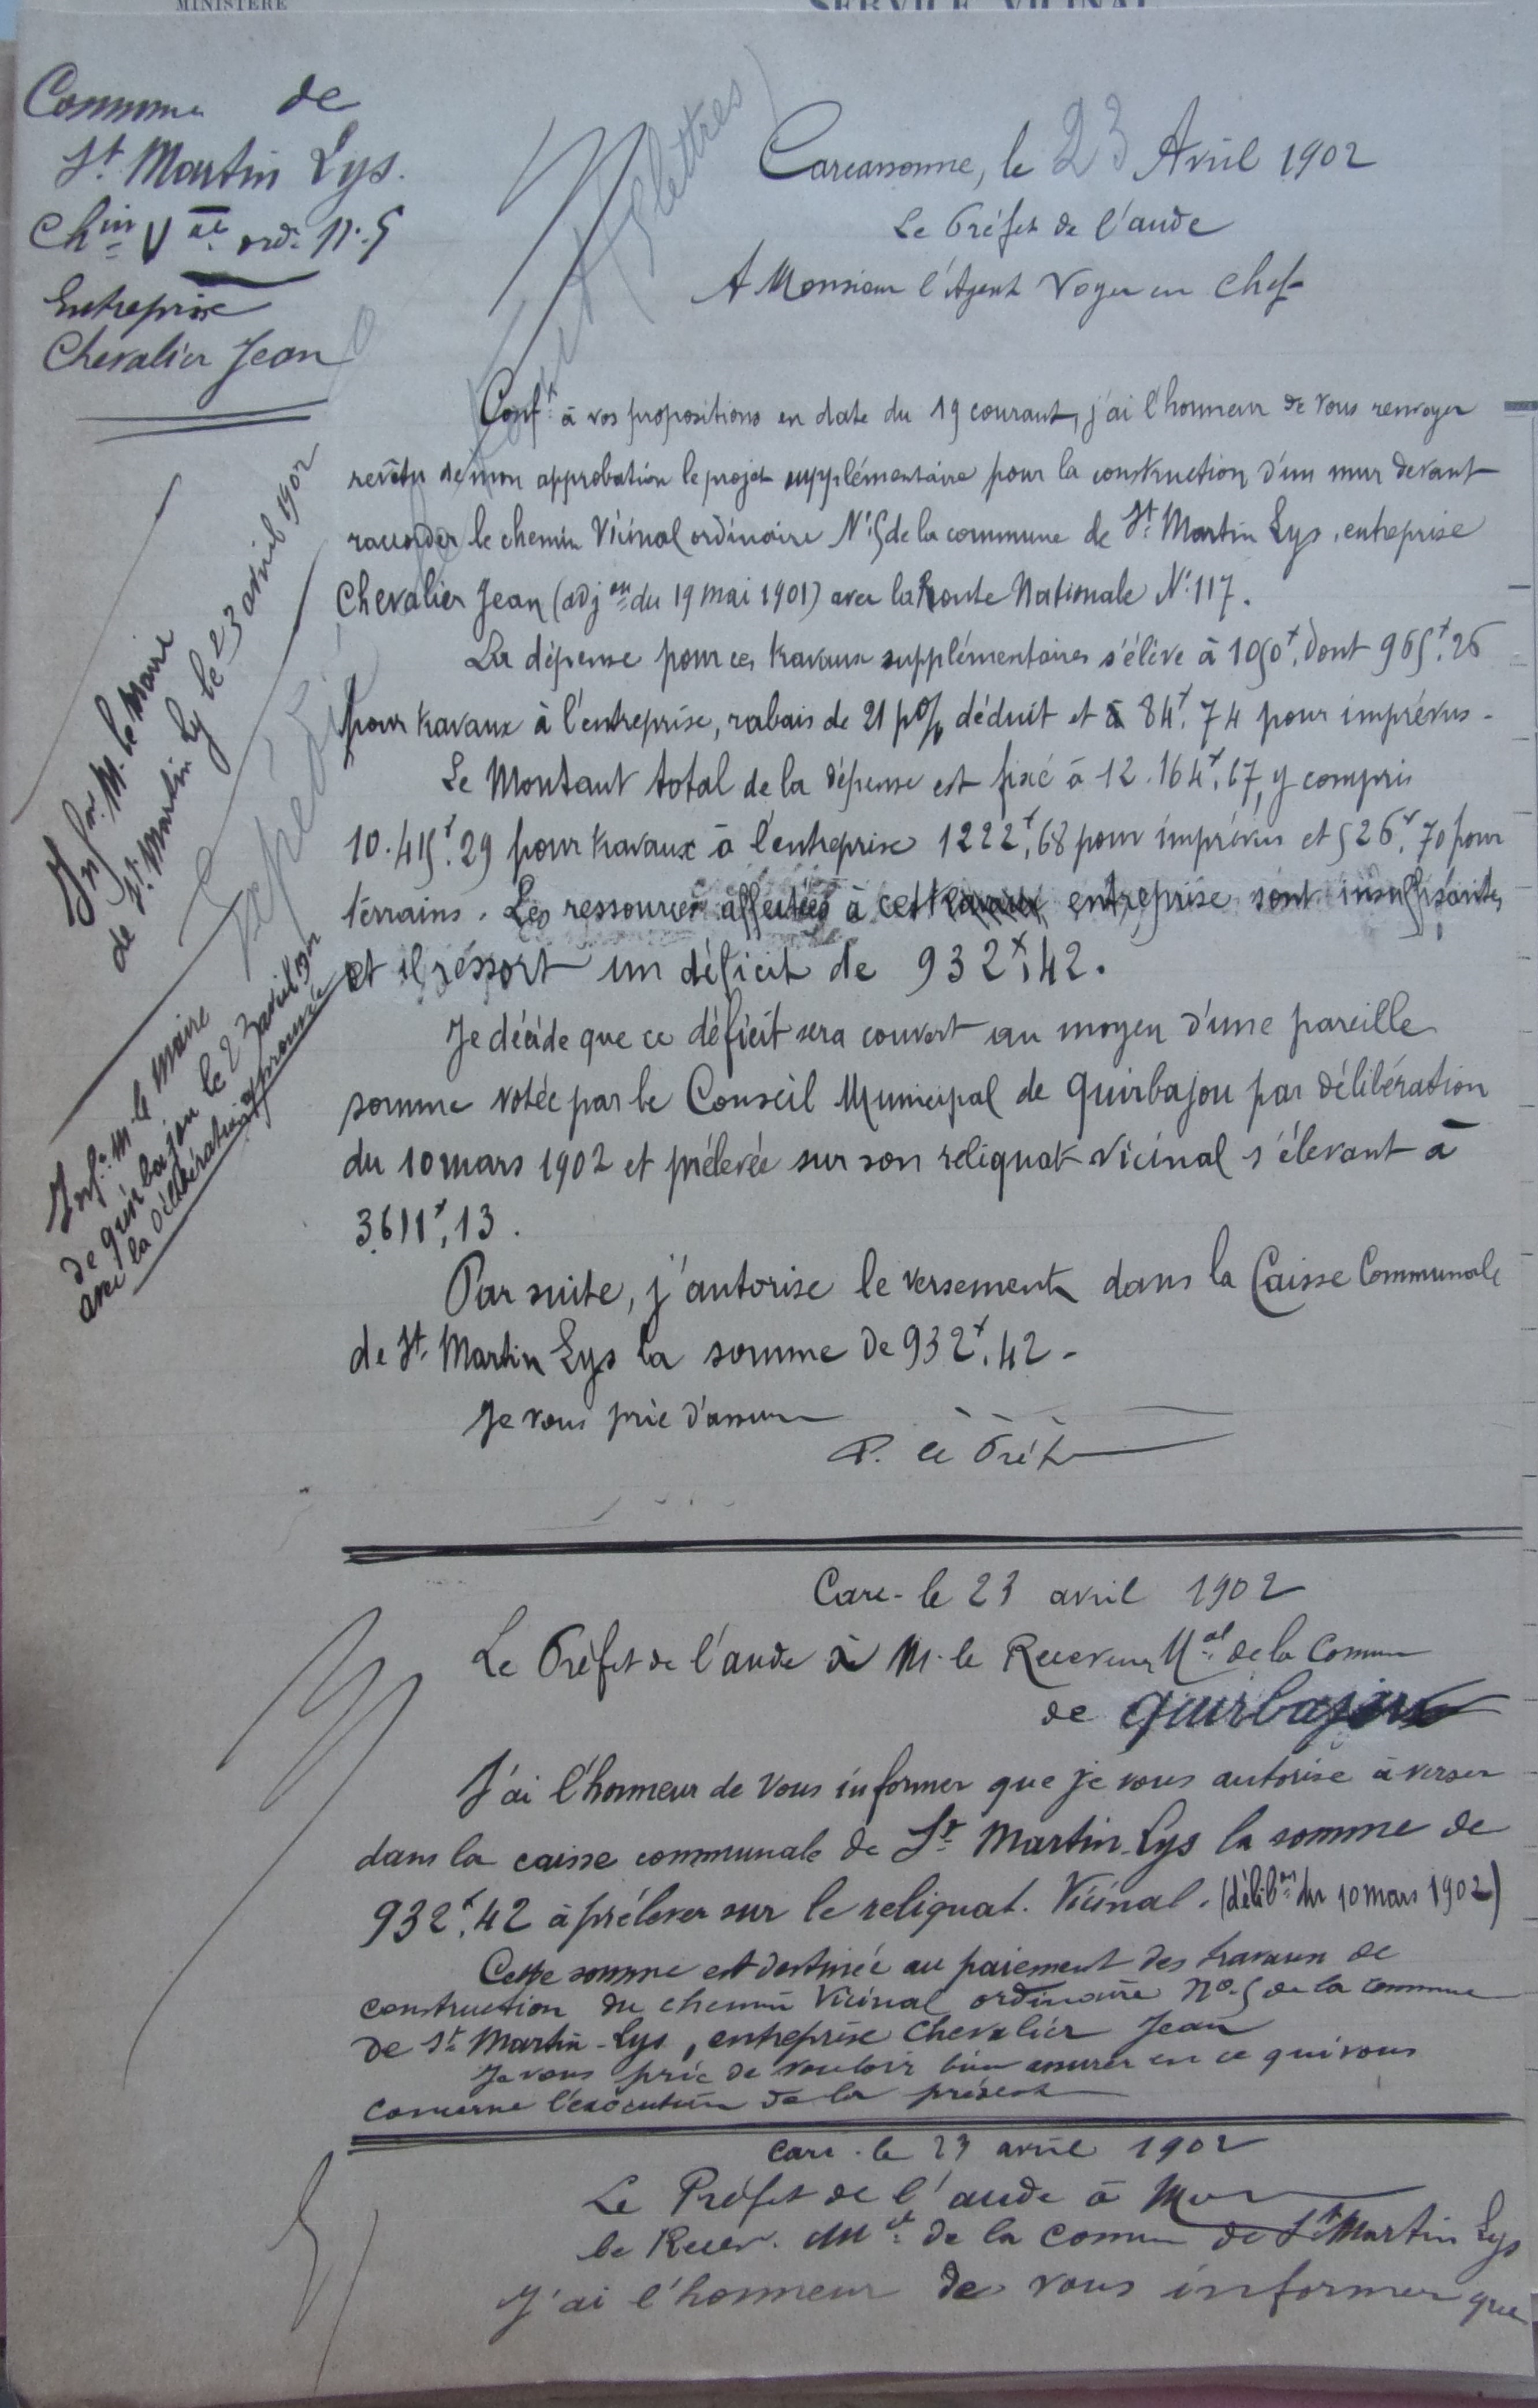 MINISTÈRE
SERVICE VICINAL
Commune de
St Martin Lys.
Chin Val ord. n° 5
Entreprise
Chevalier Jean
Carcassonne, le 23 Avril 1902
Le Préfet de l'aude
A Monsieur l'Agent Voyer en Chef
Conft à vos propositions en date du 19 courant, j'ai l'honneur de vous renvoyer
revêtu de mon approbation le projet supplémentaire pour la construction d'un mur devant
raccorder le chemin Vicinal ordinaire N° 5 de la commune de St Martin Lys, entreprise
Chevalier Jean (adjon du 19 mai 1901) avec la Route Nationale N° 117.
La dépense pour ces travaux supplémentaires s'élève à 1050f, dont 965f.26
pour travaux à l'entreprise, rabais de 21 p% déduit et à 84f,74 pour imprévus -
Le Montant total de la dépense est fixé à 12.164f,67, y compris
10.415f.29 pour travaux à l'entreprise 1222f,68 pour imprévus et 526f,70 pour
terrains. Les ressources affectées à cet travaux entreprise sont insuffisantes,
et il ressort un déficit de 932f,42.
Je décide que ce déficit sera couvert au moyen d'une pareille
somme votée par le Conseil Municipal de Quirbajou par délibération
du 10 mars 1902 et prélevée sur son reliquat vicinal s'élevant à
3.611f,13.
Par suite, j'autorise le versement dans la Caisse Communale
de St Martin Lys la somme de 932f.42 -
Je vous prie d'assurer
P. le Préf
Infer M. le Maire
de St Martin Lys le 23 avril 1902
Expédié
Infer M. le Maire
de Quirbajou le 23 avril 1902
avec la délibération approuvée
Carc. le 23 avril 1902
Le Préfet de l'aude à M. le Receveur Mal de la Comun
de Quirbajou
J'ai l'honneur de vous informer que je vous autorise à verser
dans la caisse communale de St Martin-Lys la somme de
932f,42 à prélever sur le reliquat Vicinal. (délibon du 10 mars 1902)
Cette somme est destinée au paiement des travaux de
construction du chemin Vicinal ordinaire N° 5 de la commune
de St Martin-Lys, entreprise Chevalier Jean
Je vous prie de vouloir bien assurer en ce qui vous
concerne l'exécution de la présent
Carc. le 23 avril 1902
Le Préfet de l'aude à Mon
le Recev. Mal de la Comun de St Martin Lys
J'ai l'honneur de vous informer que